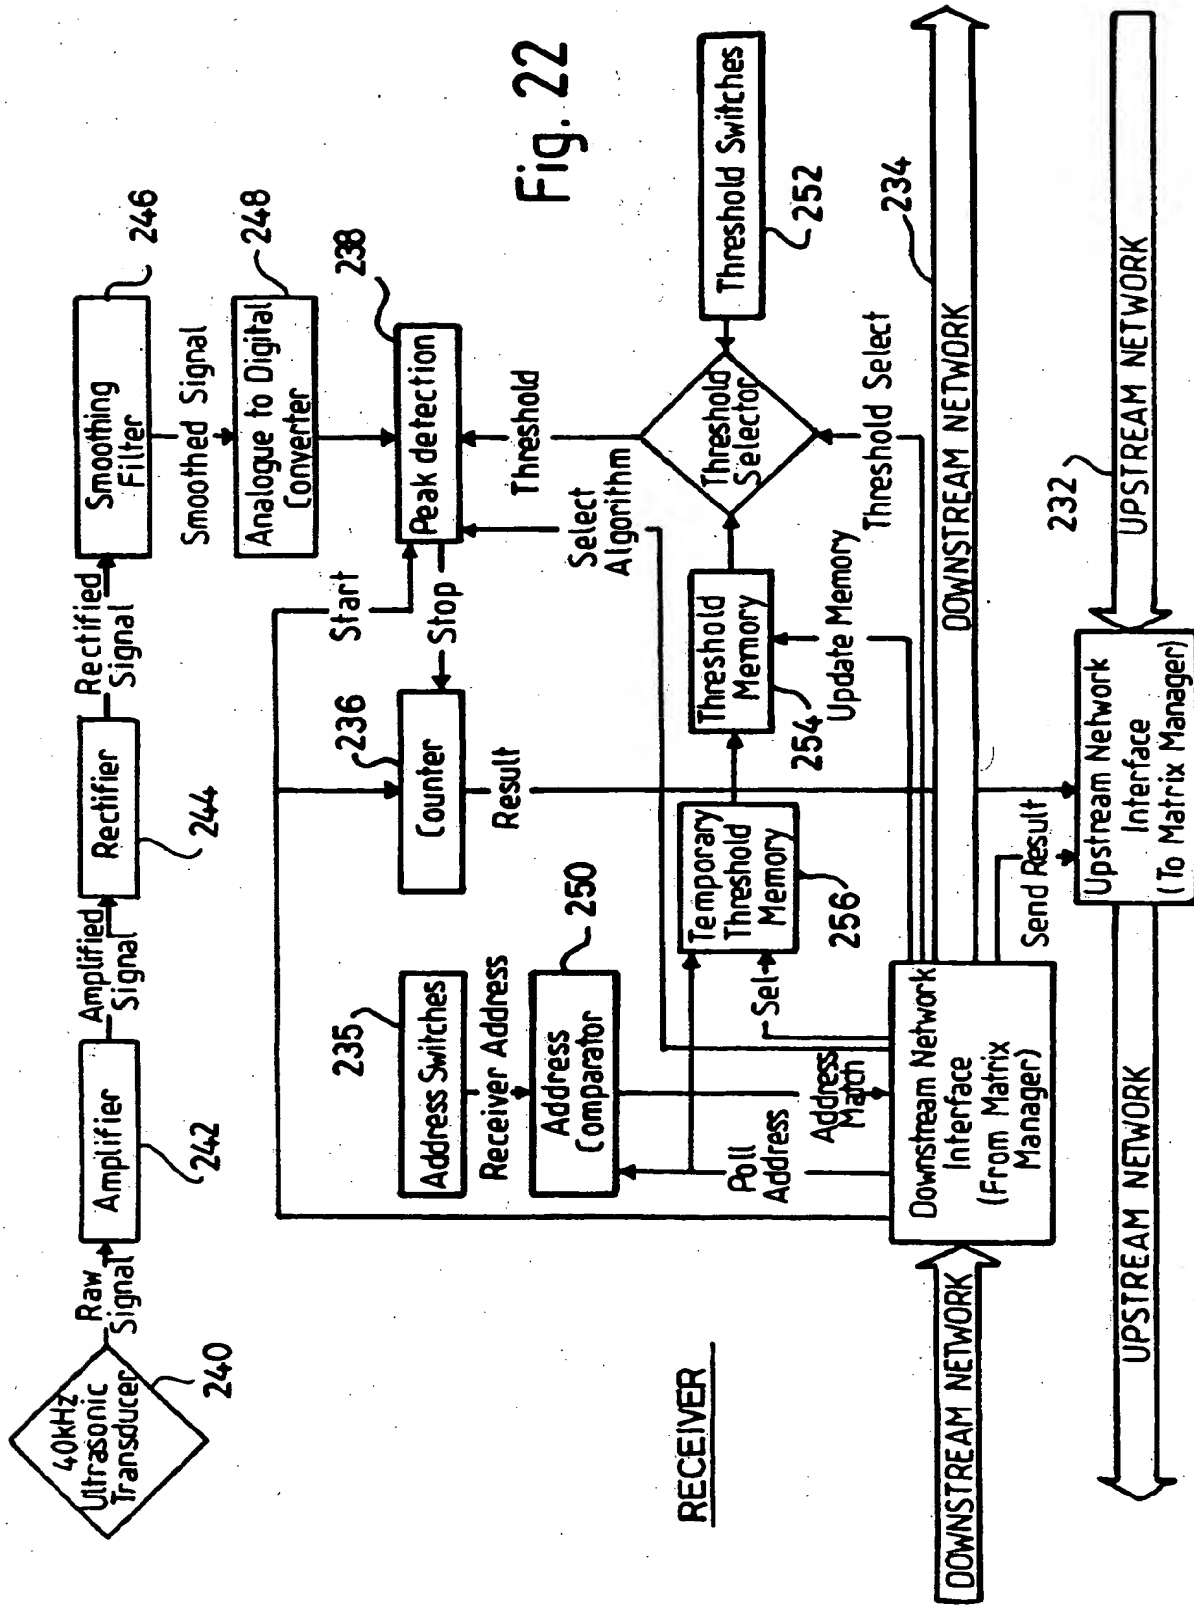 Fig. 22
RECEIVER
40kHz
Ultrasonic
Transducer
240
Raw
Signal
Amplifier
242
Amplified
Signal
Rectifier
244
Rectified
Signal
Smoothing
Filter
246
Smoothed Signal
Analogue to Digital
Converter
248
Peak detection
238
Start
Stop
Counter
236
Result
Threshold
Select
Algorithm
Address Switches
235
Receiver Address
Address
Comparator
250
Poll
Address
Address
Match
Sel
Temporary
Threshold
Memory
256
Threshold
Memory
254
Update Memory
Threshold
Selector
Threshold Switches
252
Threshold Select
DOWNSTREAM NETWORK
Downstream Network
Interface
(From Matrix
Manager)
DOWNSTREAM NETWORK
234
Send Result
UPSTREAM NETWORK
Upstream Network
Interface
(To Matrix Manager)
UPSTREAM NETWORK
232